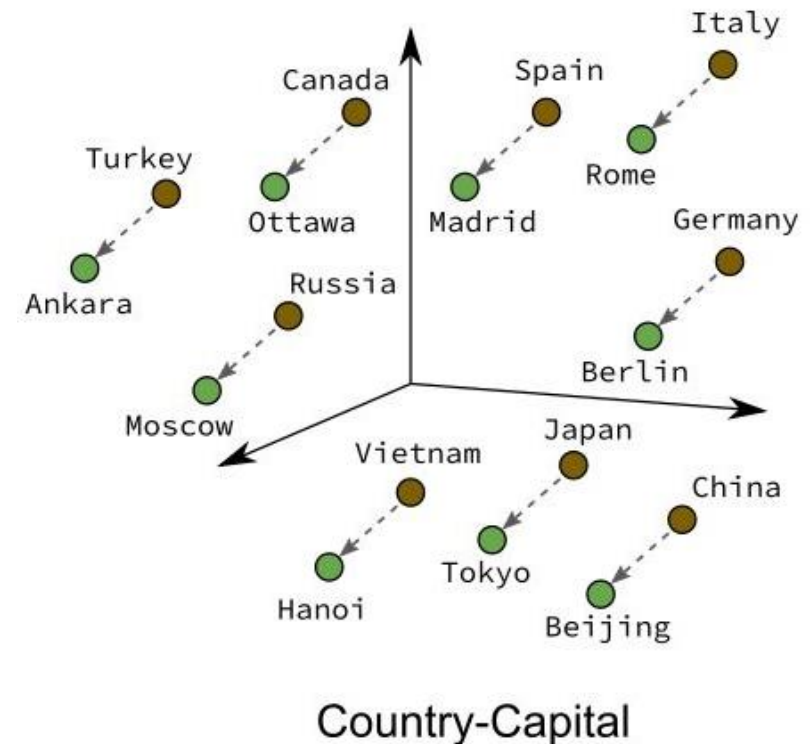 Italy
Spain
Canada
Turkey
Rome
Ottawa
Madrid
Germany
Russia
Ankara
Berlin
Moscow
Japan
Vietnam
China
Tokyo
Hanoi
Beijing
Country-Capital